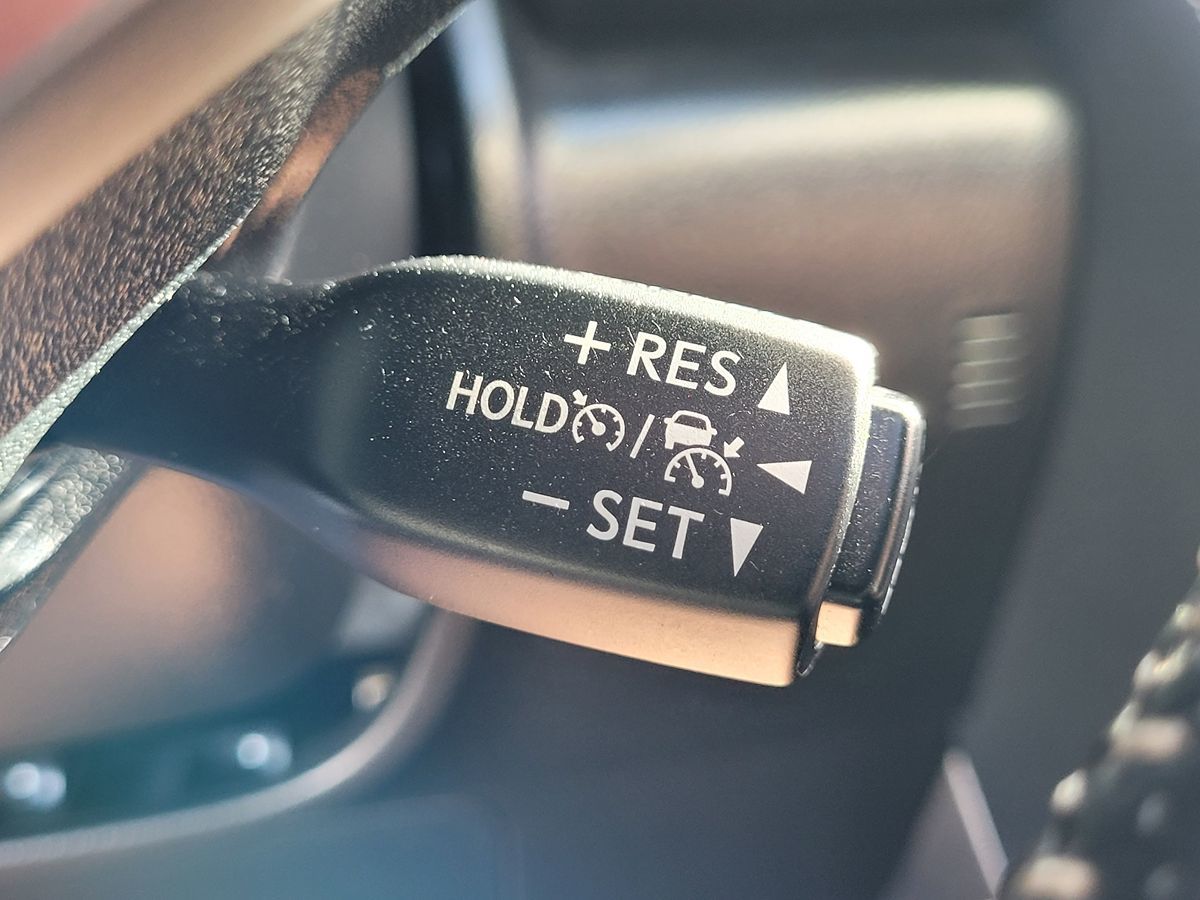 + RES
HOLD /
− SET